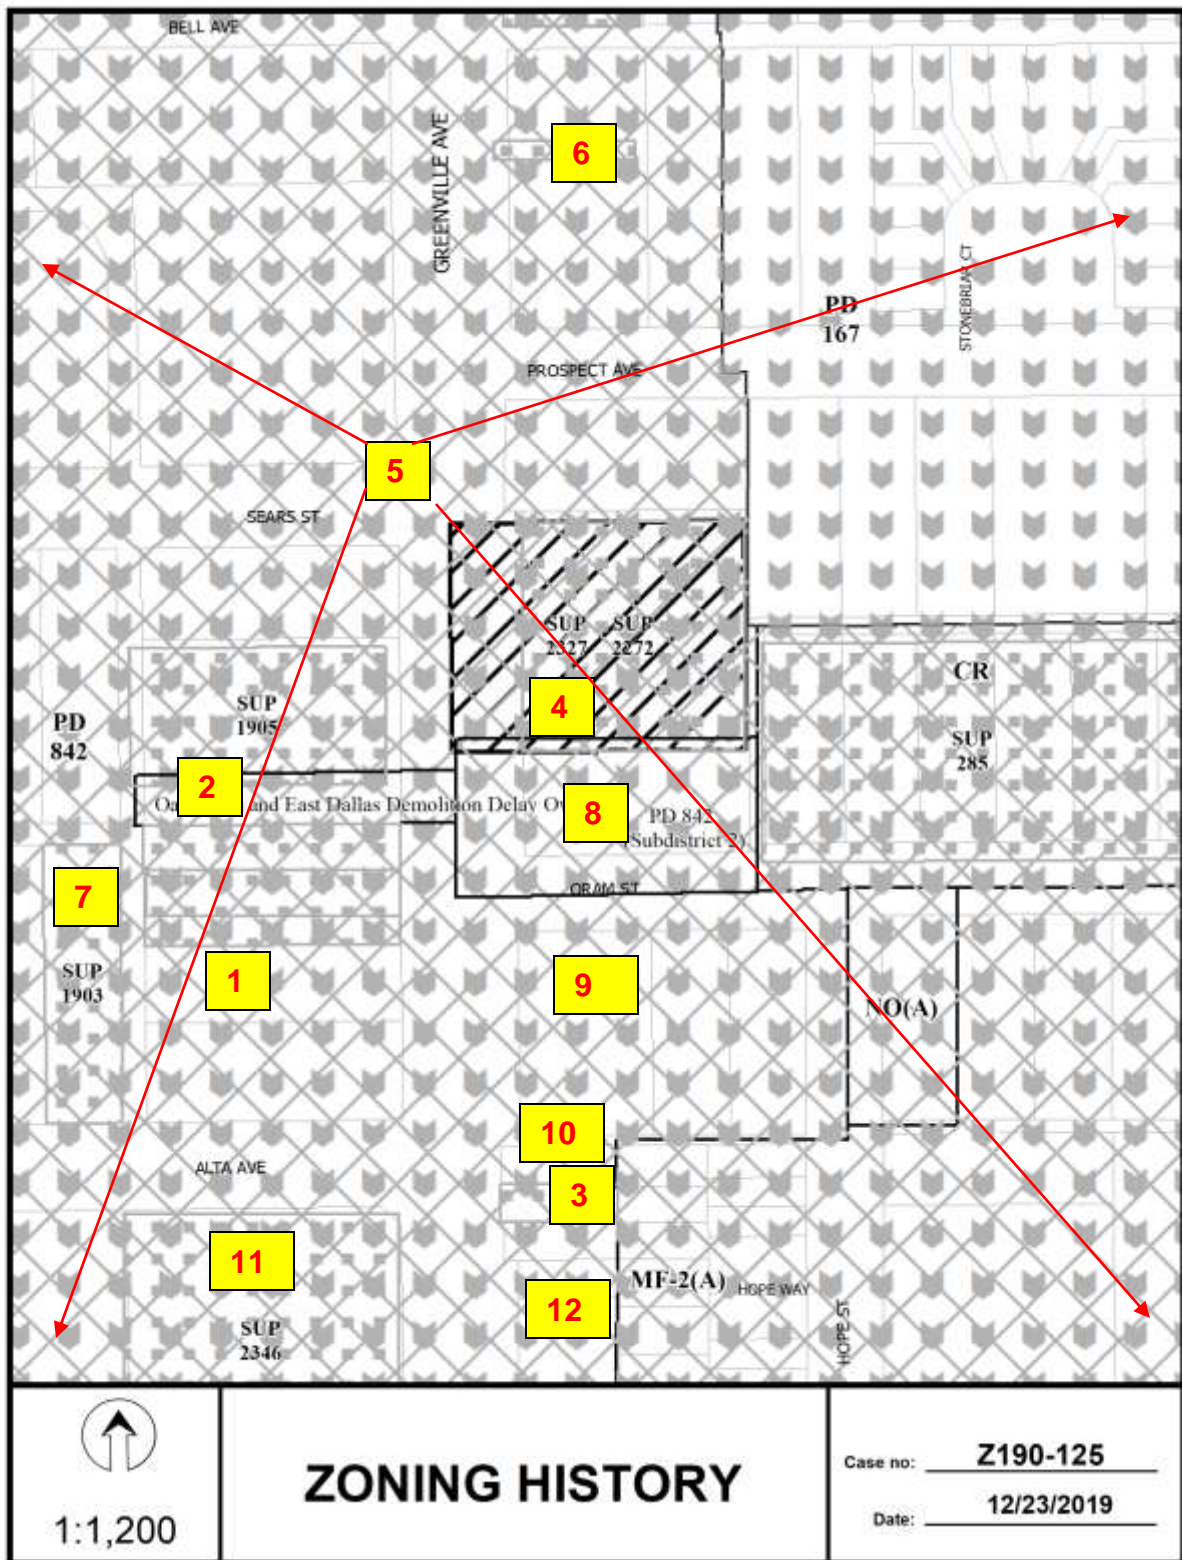 BELL AVE
GREENVILLE AVE
6
STONEBRIAR CT
PD
167
PROSPECT AVE
5
SEARS ST
SUP
2327
SUP
2272
4
CR
SUP
285
SUP
1905
PD
842
2
and East Dallas Demolition Delay
8
PD 842
(Subdistrict 2)
ORAM ST
7
SUP
1903
1
9
NO(A)
10
ALTA AVE
3
11
12
MF-2(A)
HOPE WAY
HOPE ST
SUP
2346
1:1,200
ZONING HISTORY
Case no: Z190-125
Date: 12/23/2019